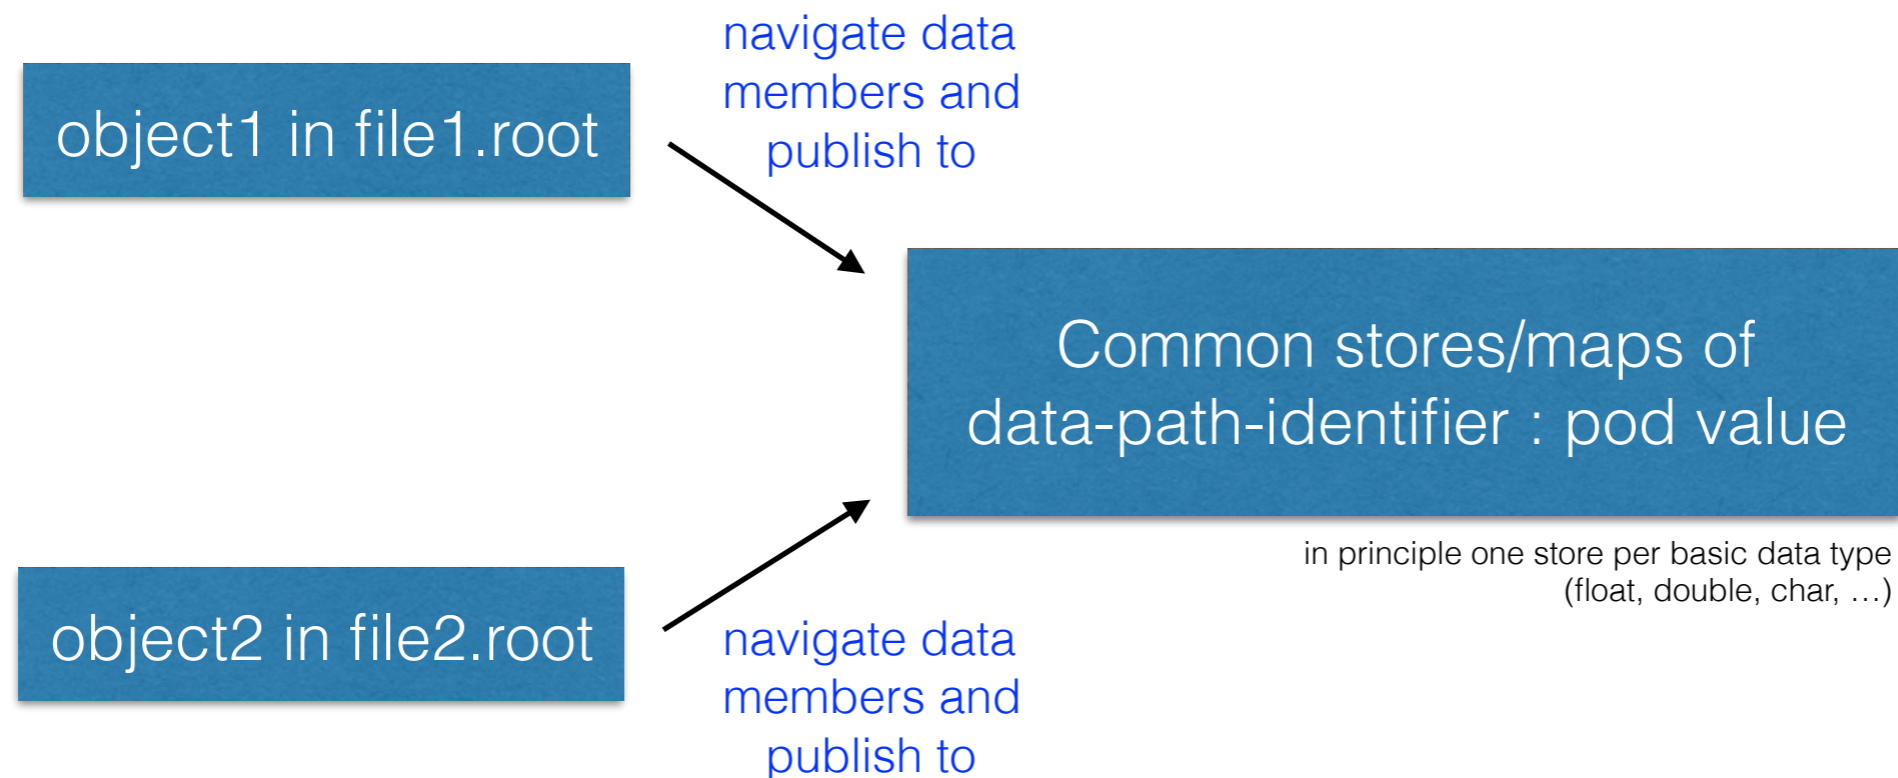 navigate data
members and
publish to
object1 in file1.root
Common stores/maps of
data-path-identifier : pod value
in principle one store per basic data type
(float, double, char, …)
object2 in file2.root
navigate data
members and
publish to